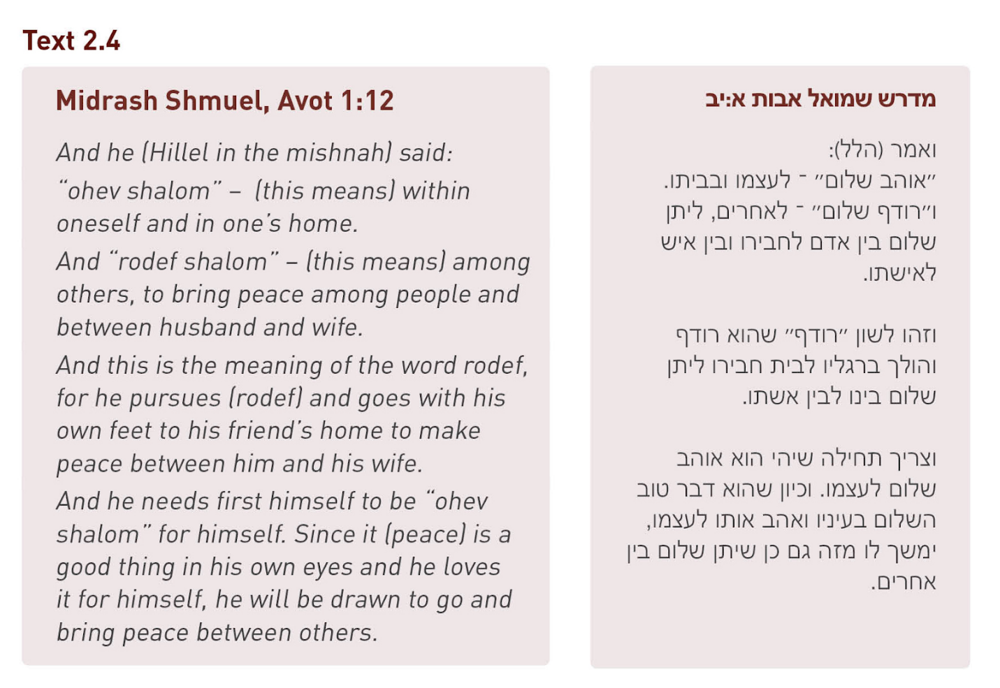 Text 2.4
Midrash Shmuel, Avot 1:12
And he (Hillel in the mishnah) said:
“ohev shalom” – (this means) within
oneself and in one’s home.
And “rodef shalom” – (this means) among
others, to bring peace among people and
between husband and wife.
And this is the meaning of the word rodef,
for he pursues (rodef) and goes with his
own feet to his friend’s home to make
peace between him and his wife.
And he needs first himself to be “ohev
shalom” for himself. Since it (peace) is a
good thing in his own eyes and he loves
it for himself, he will be drawn to go and
bring peace between others.
מדרש שמואל אבות א:יב
ואמר (הלל):
״אוהב שלום״ - לעצמו ובביתו.
ו״רודף שלום״ - לאחרים, ליתן
שלום בין אדם לחבירו ובין איש
לאישתו.
וזהו לשון ״רודף״ שהוא רודף
והולך ברגליו לבית חבירו ליתן
שלום בינו לבין אשתו.
וצריך תחילה שיהי הוא אוהב
שלום לעצמו. וכיון שהוא דבר טוב
השלום בעיניו ואהב אותו לעצמו,
ימשך לו מזה גם כן שיתן שלום בין
אחרים.